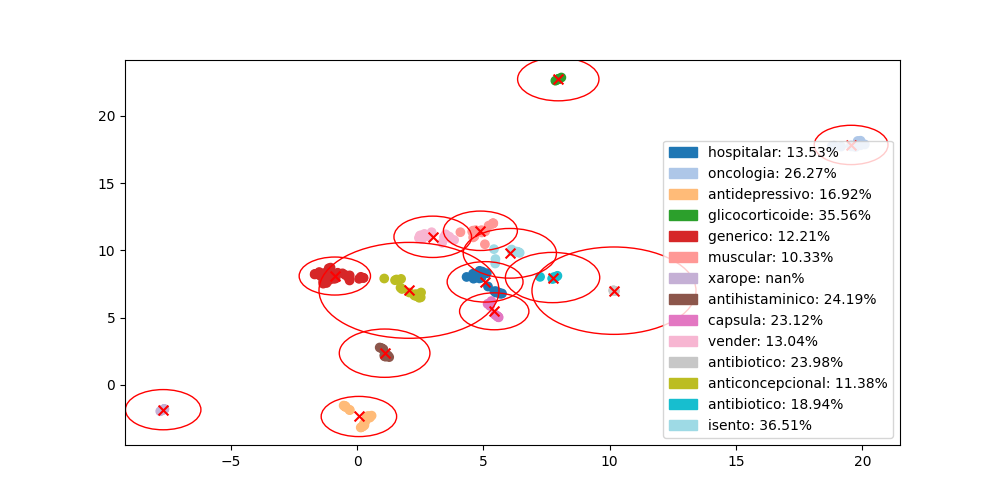 20
15
10
5
0
−5
0
5
10
15
20
hospitalar: 13.53%
oncologia: 26.27%
antidepressivo: 16.92%
glicocorticoide: 35.56%
generico: 12.21%
muscular: 10.33%
xarope: nan%
antihistaminico: 24.19%
capsula: 23.12%
vender: 13.04%
antibiotico: 23.98%
anticoncepcional: 11.38%
antibiotico: 18.94%
isento: 36.51%